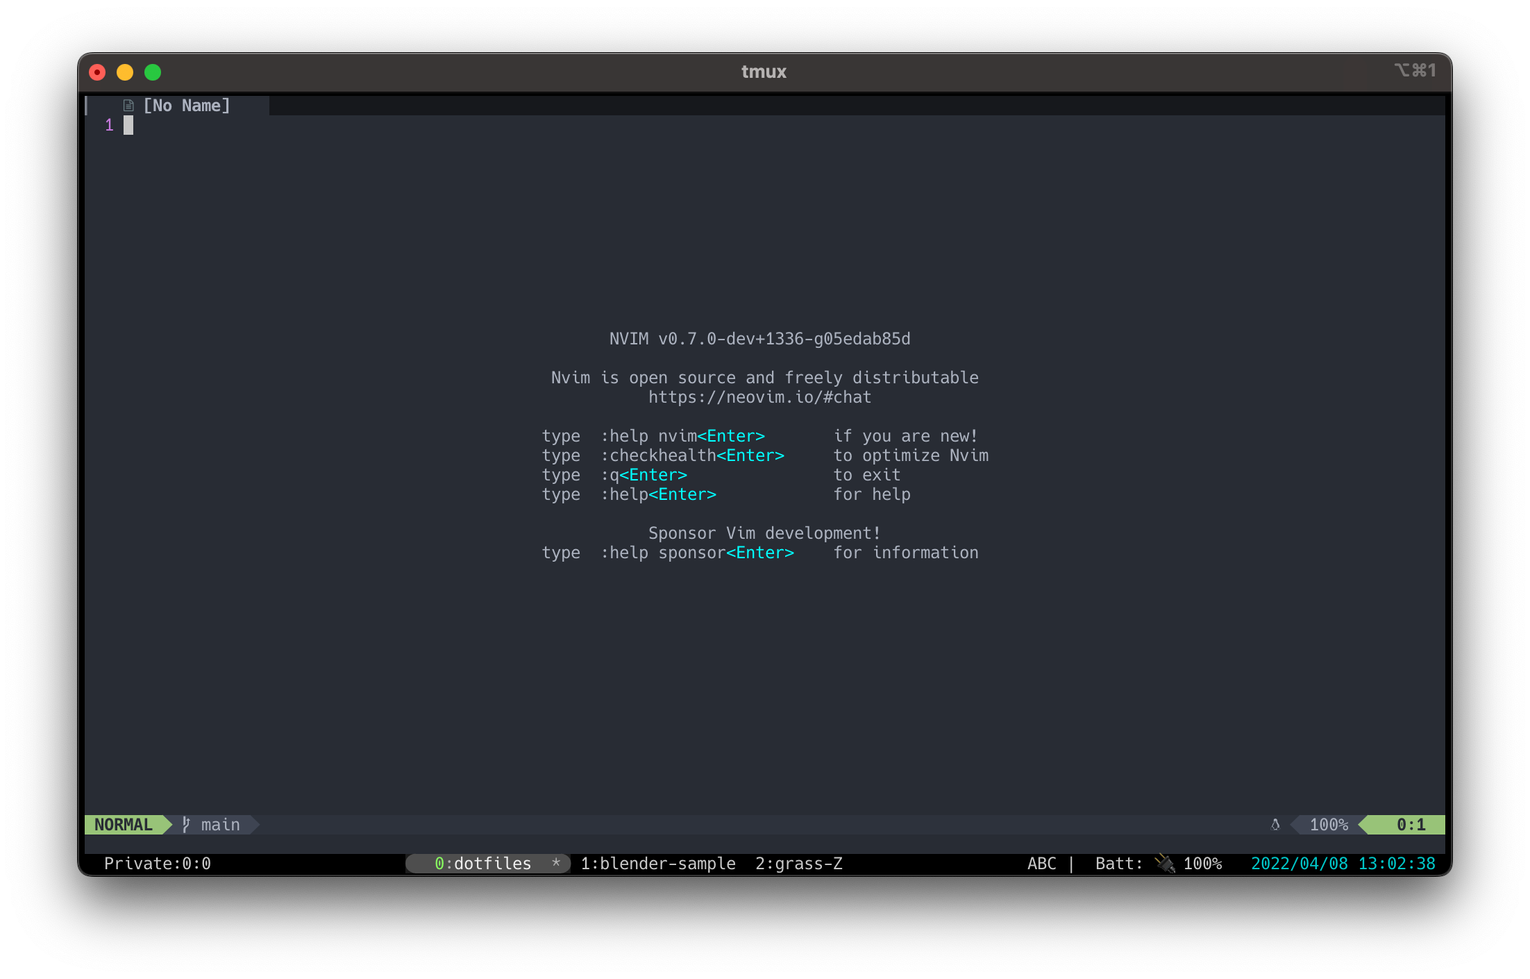 tmux
⌥⌘1
[No Name]
1
NVIM v0.7.0-dev+1336-g05edab85d
Nvim is open source and freely distributable
https://neovim.io/#chat
type  :help nvim<Enter>       if you are new!
type  :checkhealth<Enter>     to optimize Nvim
type  :q<Enter>               to exit
type  :help<Enter>            for help
Sponsor Vim development!
type  :help sponsor<Enter>    for information
NORMAL main 100% 0:1
Private:0:0 0:dotfiles * 1:blender-sample 2:grass-Z ABC | Batt: 🔌 100% 2022/04/08 13:02:38